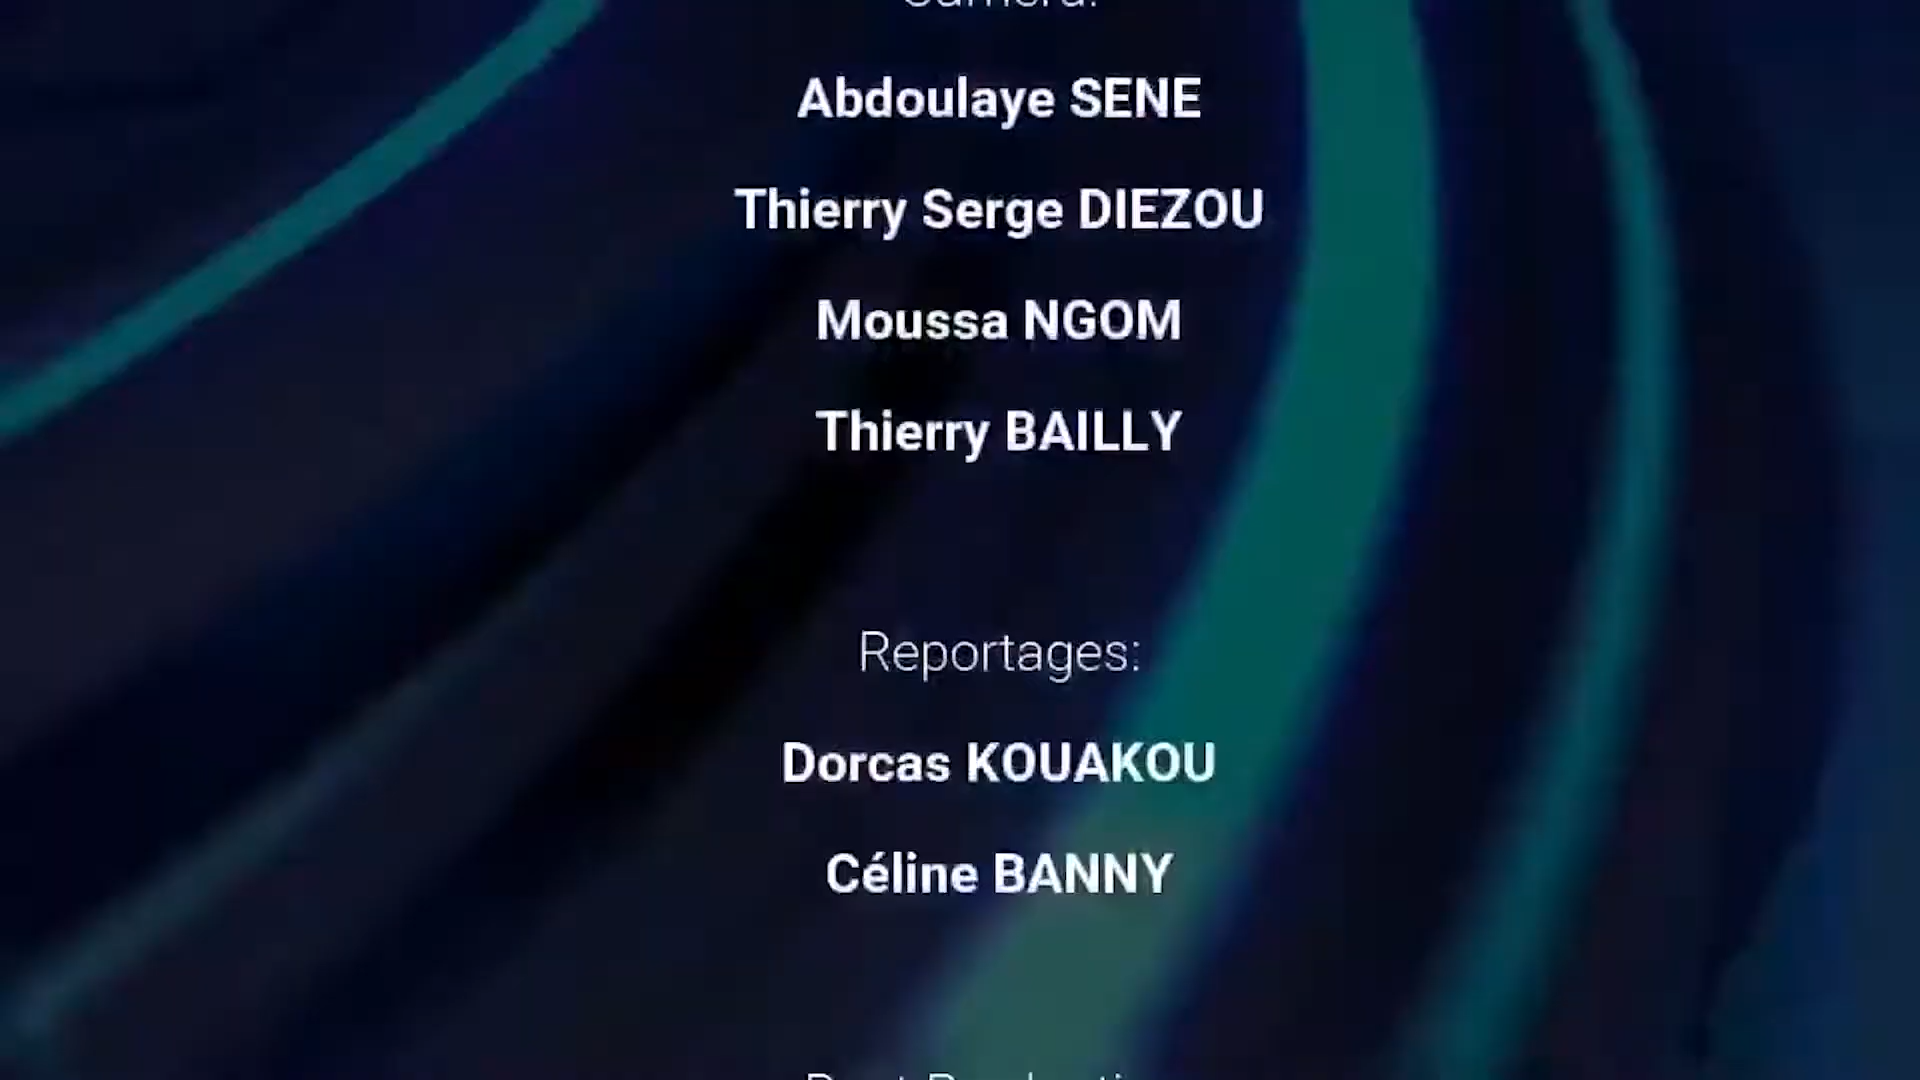 Abdoulaye SENE
Thierry Serge DIEZOU
Moussa NGOM
Thierry BAILLY
Reportages:
Dorcas KOUAKOU
Céline BANNY